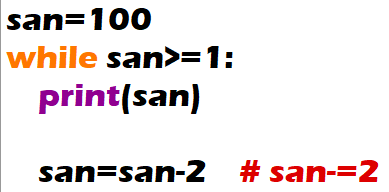 san=100
while san>=1:
print(san)
san=san-2 # san-=2